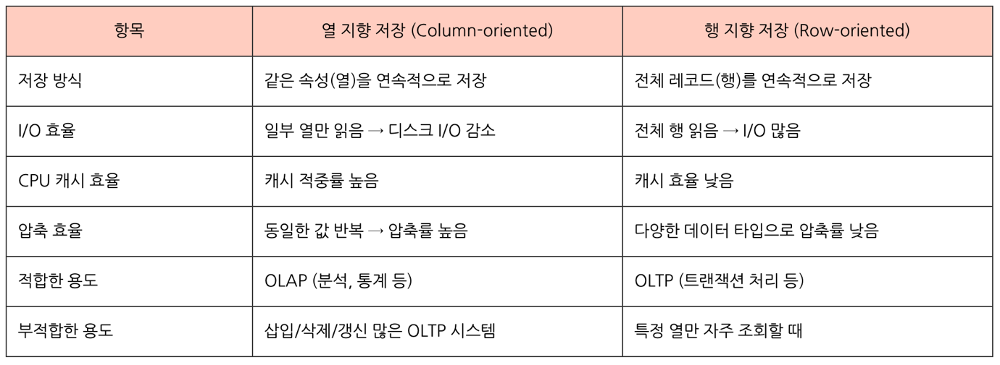 항목 열 지향 저장 (Column-oriented) 행 지향 저장 (Row-oriented)
저장 방식 같은 속성(열)을 연속적으로 저장 전체 레코드(행)를 연속적으로 저장
I/O 효율 일부 열만 읽음 → 디스크 I/O 감소 전체 행 읽음 → I/O 많음
CPU 캐시 효율 캐시 적중률 높음 캐시 효율 낮음
압축 효율 동일한 값 반복 → 압축률 높음 다양한 데이터 타입으로 압축률 낮음
적합한 용도 OLAP (분석, 통계 등) OLTP (트랜잭션 처리 등)
부적합한 용도 삽입/삭제/갱신 많은 OLTP 시스템 특정 열만 자주 조회할 때